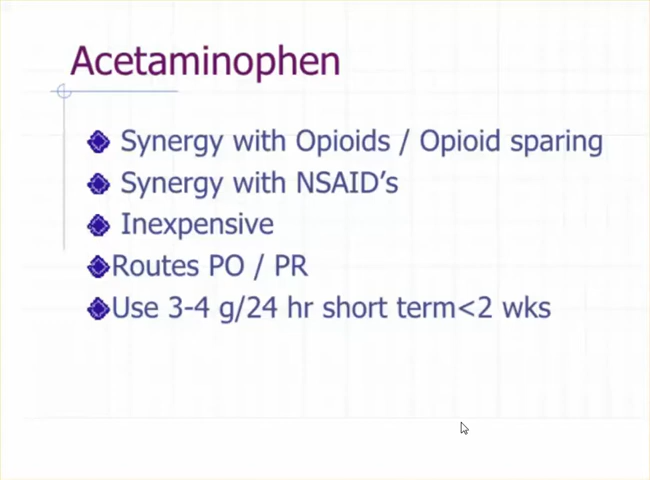 Acetaminophen
Synergy with Opioids / Opioid sparing
Synergy with NSAID's
Inexpensive
Routes PO / PR
Use 3-4 g/24 hr short term<2 wks